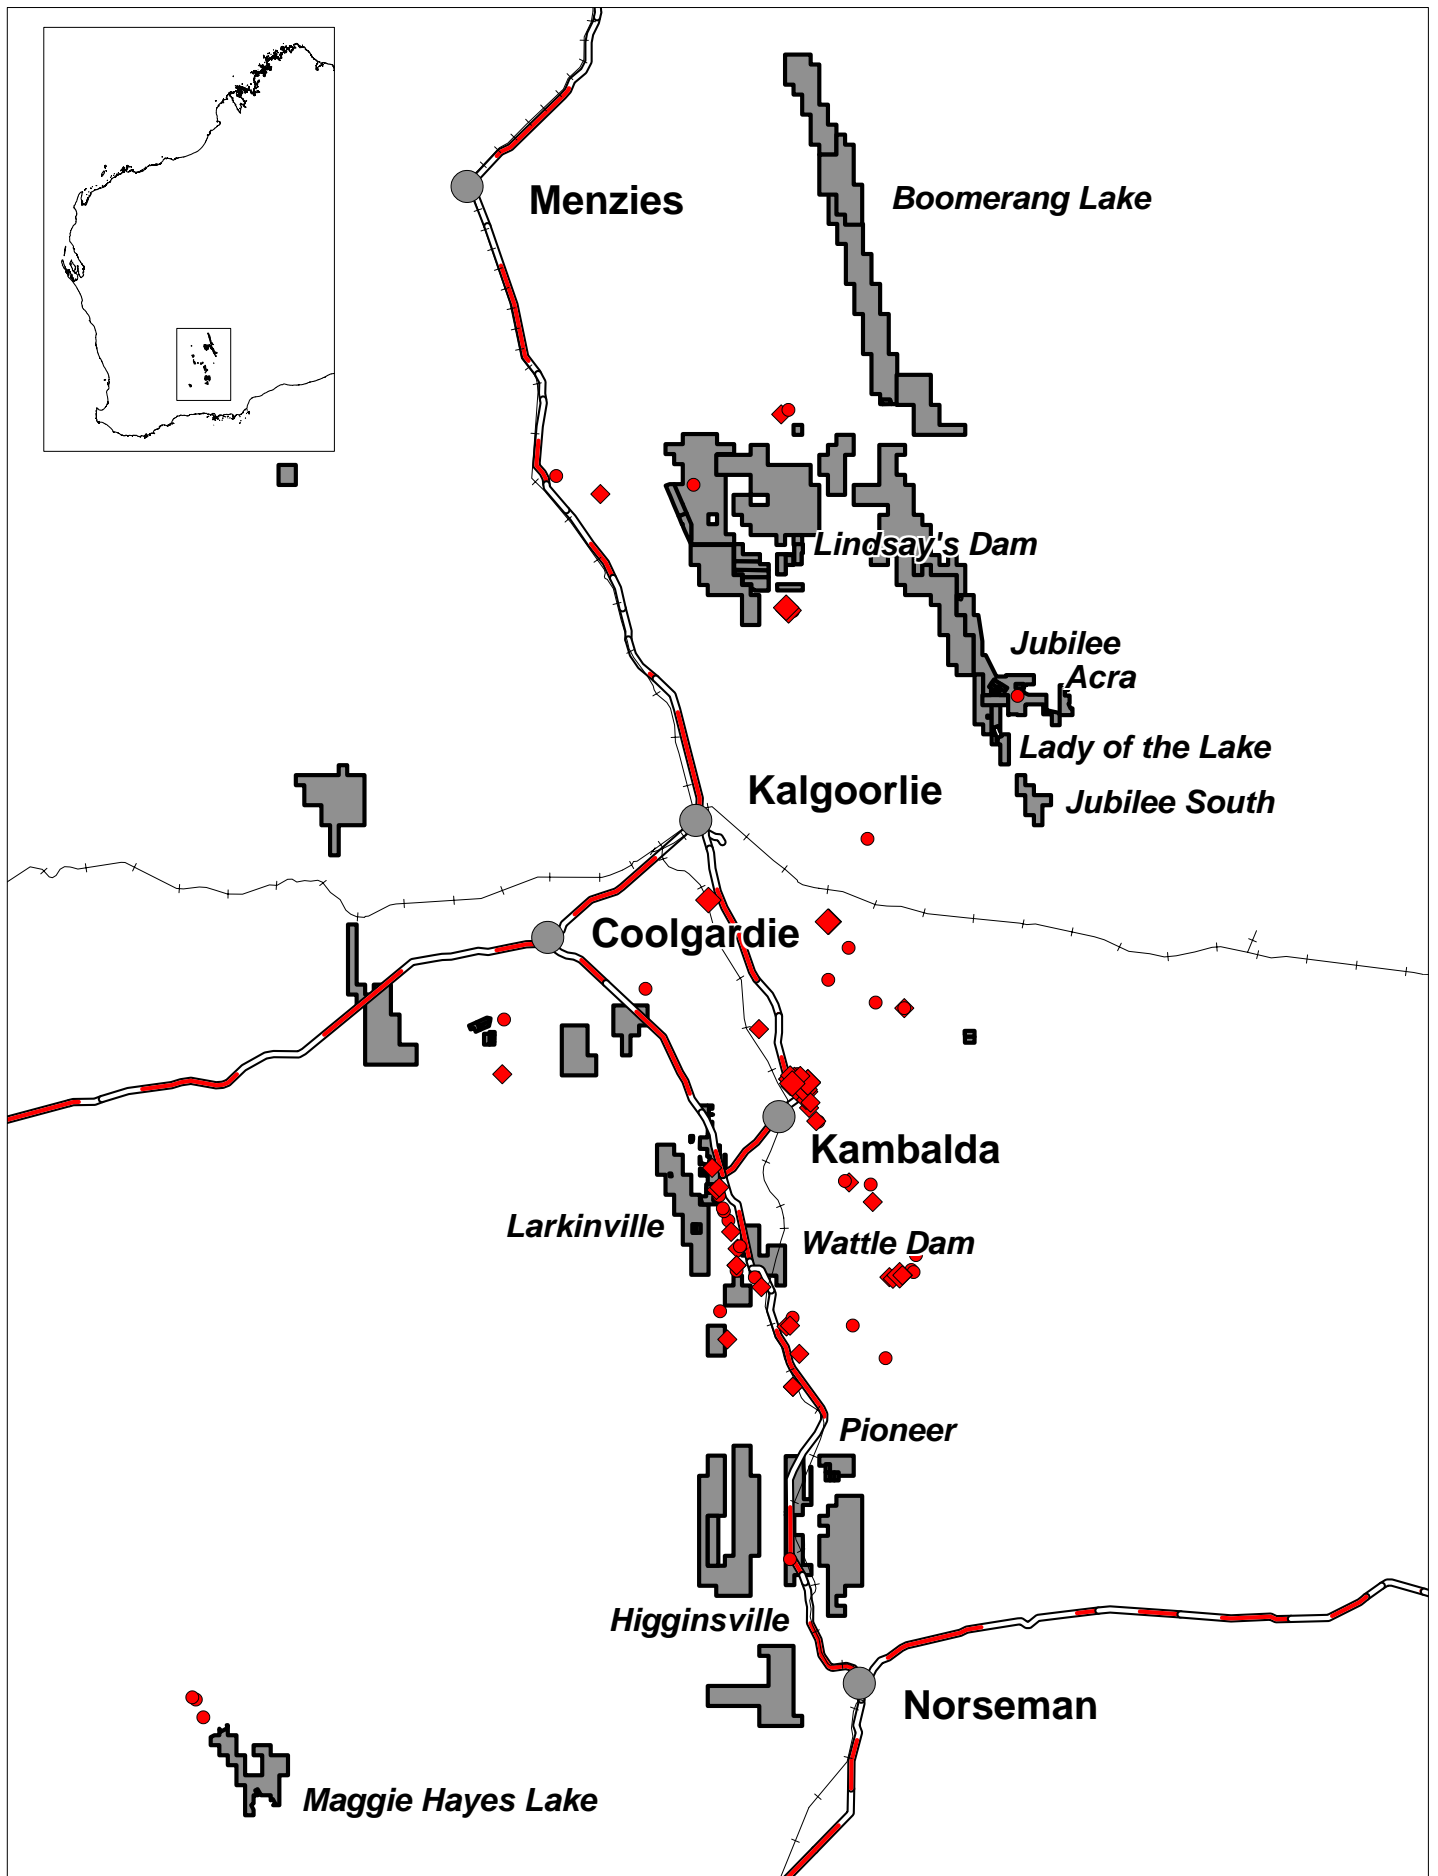 Menzies
Boomerang Lake
Lindsay's Dam
Jubilee
Acra
Lady of the Lake
Kalgoorlie
Jubilee South
Coolgardie
Kambalda
Larkinville
Wattle Dam
Pioneer
Higginsville
Norseman
Maggie Hayes Lake